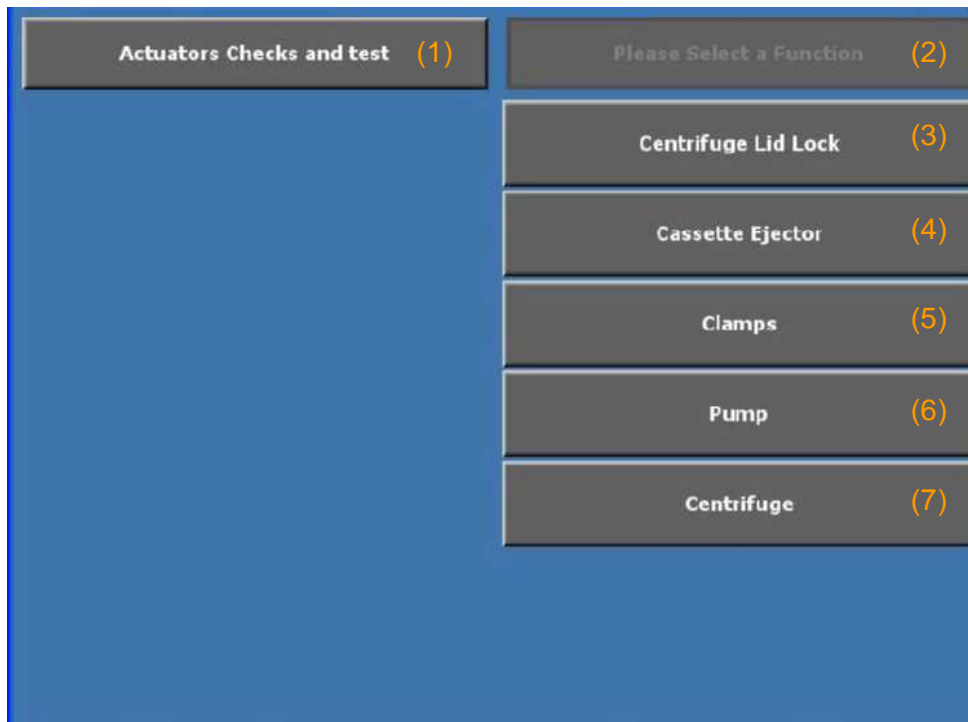 Actuators Checks and test (1)
Please Select a Function (2)
Centrifuge Lid Lock (3)
Cassette Ejector (4)
Clamps (5)
Pump (6)
Centrifuge (7)